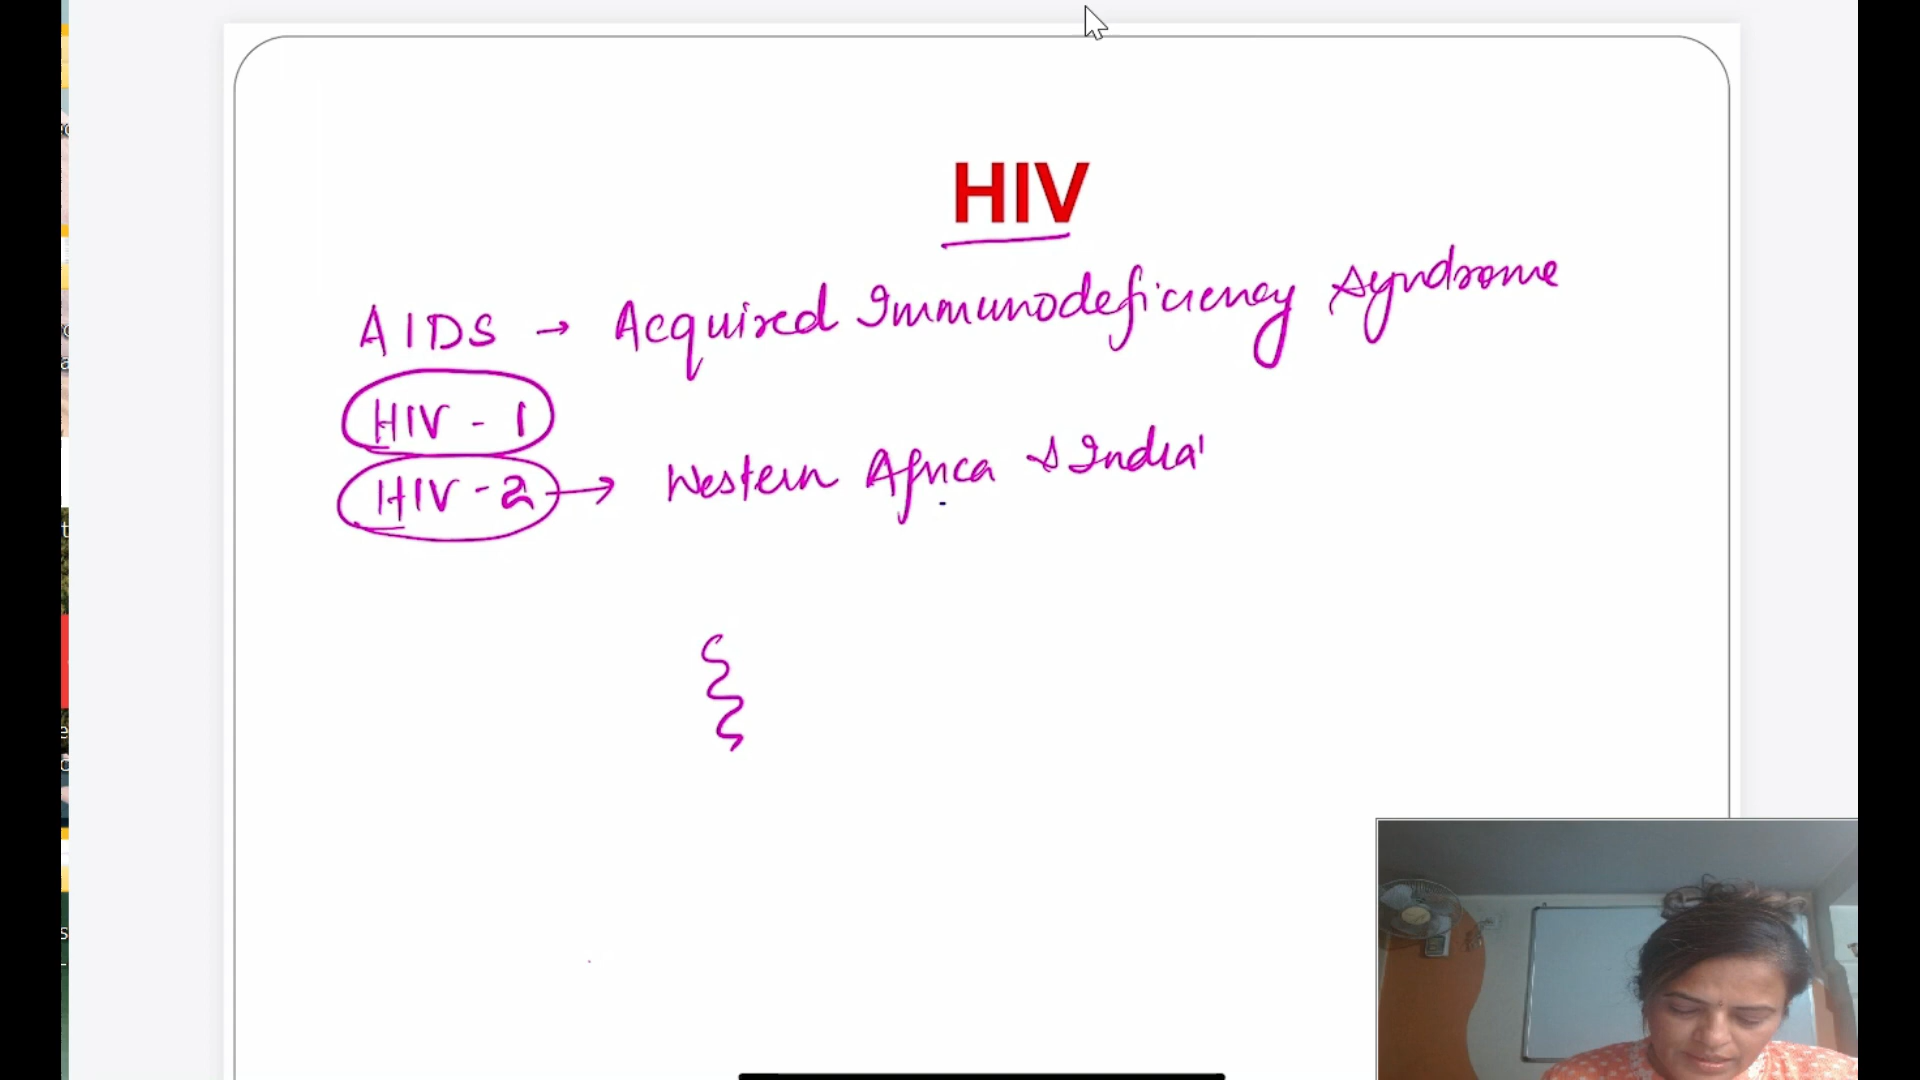 HIV
AIDS → Acquired Immunodeficiency Syndrome
HIV - 1
HIV - 2 → Western Africa & India